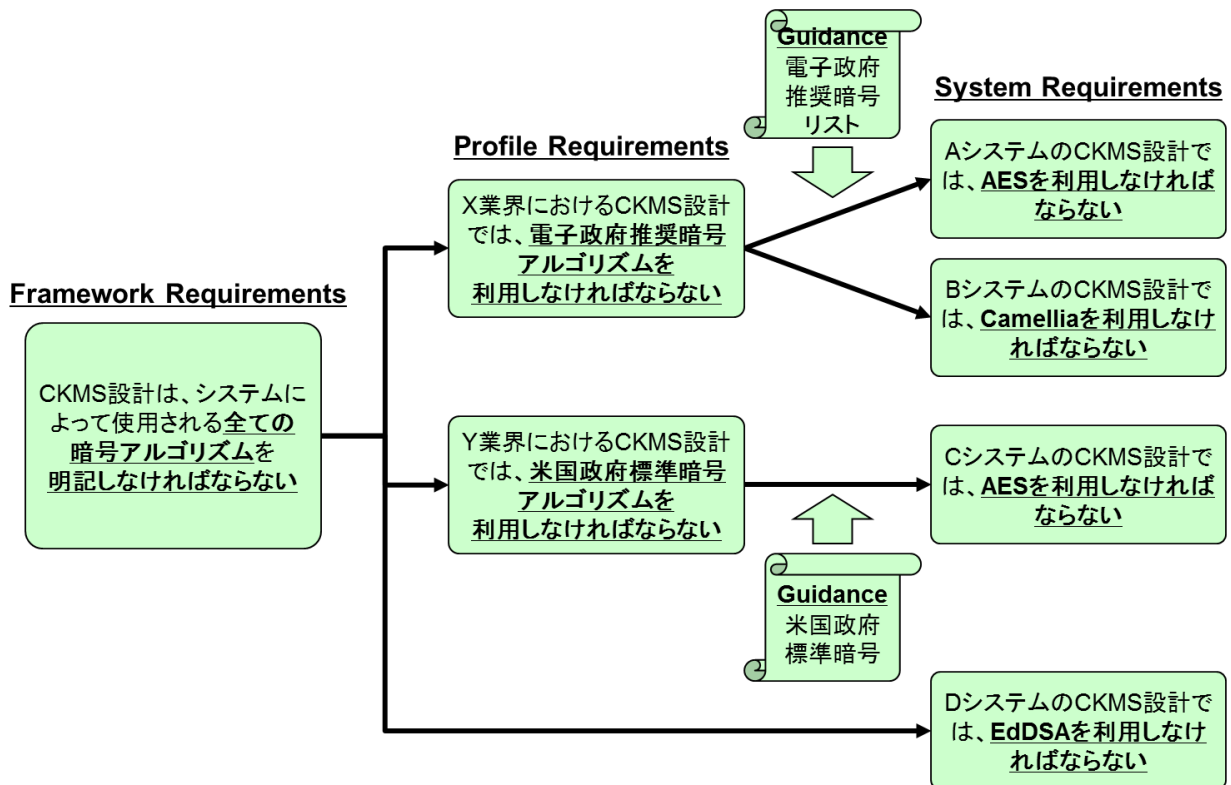 Framework Requirements
CKMS設計は、システムに
よって使用される全ての
暗号アルゴリズムを
明記しなければならない
Profile Requirements
X業界におけるCKMS設計
では、電子政府推奨暗号
アルゴリズムを
利用しなければならない
Y業界におけるCKMS設計
では、米国政府標準暗号
アルゴリズムを
利用しなければならない
Guidance
電子政府
推奨暗号
リスト
Guidance
米国政府
標準暗号
System Requirements
AシステムのCKMS設計で
は、AESを利用しなければ
ならない
BシステムのCKMS設計で
は、Camelliaを利用しなけ
ればならない
CシステムのCKMS設計で
は、AESを利用しなければ
ならない
DシステムのCKMS設計で
は、EdDSAを利用しなけ
ればならない